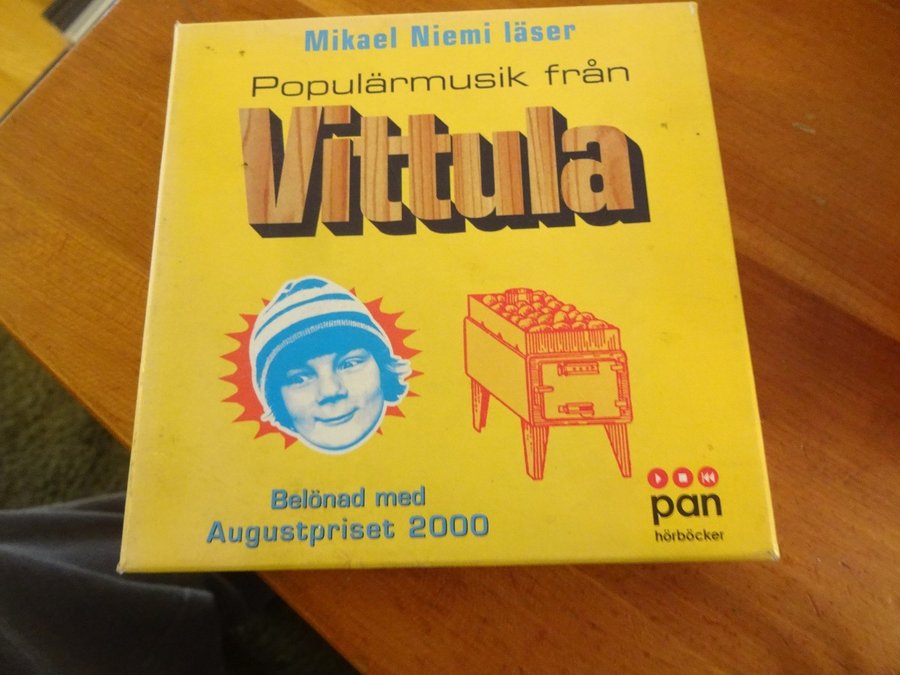 Mikael Niemi läser
Populärmusik från
Vittula
Belönad med
Augustpriset 2000
pan
hörböcker